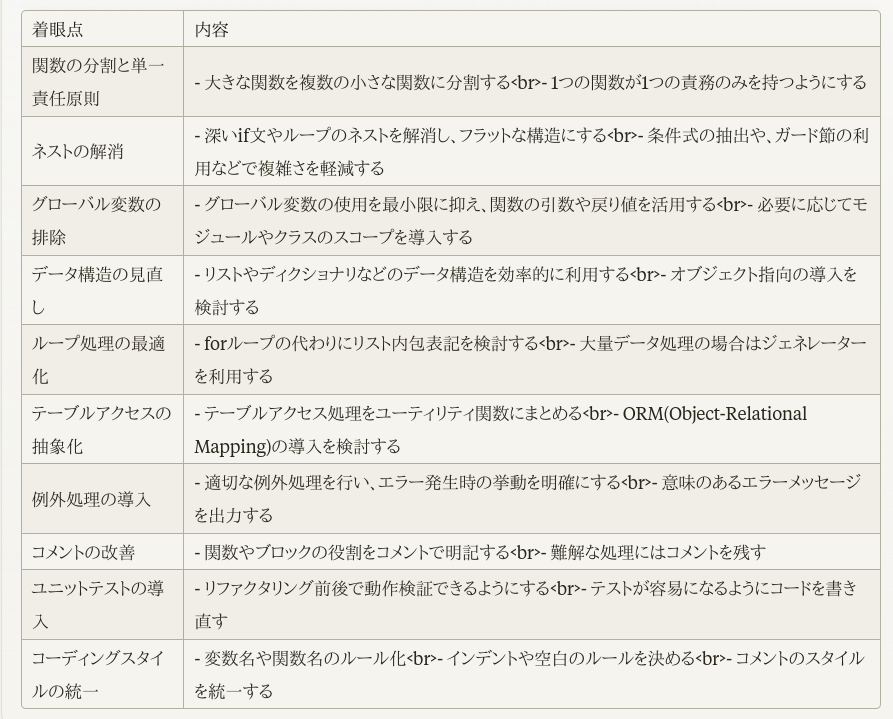 着眼点
内容
関数の分割と単一
責任原則
- 大きな関数を複数の小さな関数に分割する<br>- 1つの関数が1つの責務のみを持つようにする
ネストの解消
- 深いif文やループのネストを解消し、フラットな構造にする<br>- 条件式の抽出や、ガード節の利
用などで複雑さを軽減する
グローバル変数の
排除
- グローバル変数の使用を最小限に抑え、関数の引数や戻り値を活用する<br>- 必要に応じてモ
ジュールやクラスのスコープを導入する
データ構造の見直
し
- リストやディクショナリなどのデータ構造を効率的に利用する<br>- オブジェクト指向の導入を
検討する
ループ処理の最適
化
- forループの代わりにリスト内包表記を検討する<br>- 大量データ処理の場合はジェネレーター
を利用する
テーブルアクセスの
抽象化
- テーブルアクセス処理をユーティリティ関数にまとめる<br>- ORM(Object-Relational
Mapping)の導入を検討する
例外処理の導入
- 適切な例外処理を行い、エラー発生時の挙動を明確にする<br>- 意味のあるエラーメッセージ
を出力する
コメントの改善
- 関数やブロックの役割をコメントで明記する<br>- 難解な処理にはコメントを残す
ユニットテストの導
入
- リファクタリング前後で動作検証できるようにする<br>- テストが容易になるようにコードを書き
直す
コーディングスタイ
ルの統一
- 変数名や関数名のルール化<br>- インデントや空白のルールを決める<br>- コメントのスタイル
を統一する